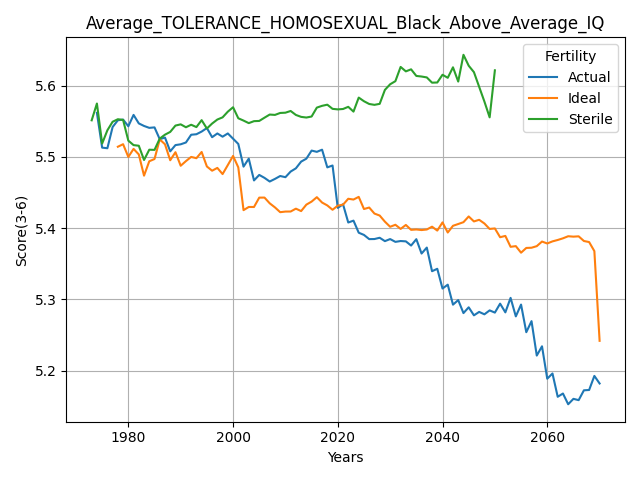 Average_TOLERANCE_HOMOSEXUAL_Black_Above_Average_IQ
Fertility
Actual
Ideal
Sterile
Score(3-6)
5.6
5.5
5.4
5.3
5.2
1980
2000
2020
2040
2060
Years